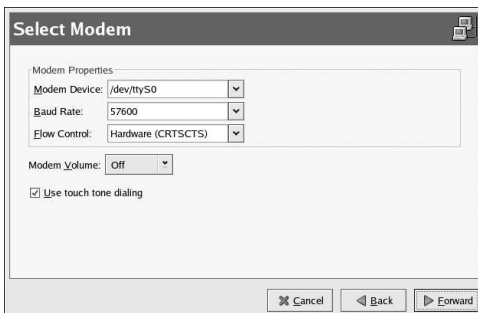 Select Modem
Modem Properties
Modem Device: /dev/ttyS0
Baud Rate: 57600
Flow Control: Hardware (CRTSCTS)
Modem Volume: Off
Use touch tone dialing
Cancel Back Forward